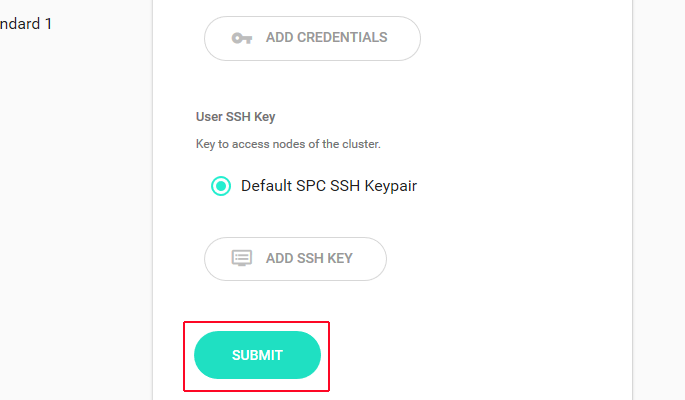 ndard 1
ADD CREDENTIALS
User SSH Key
Key to access nodes of the cluster.
Default SPC SSH Keypair
ADD SSH KEY
SUBMIT